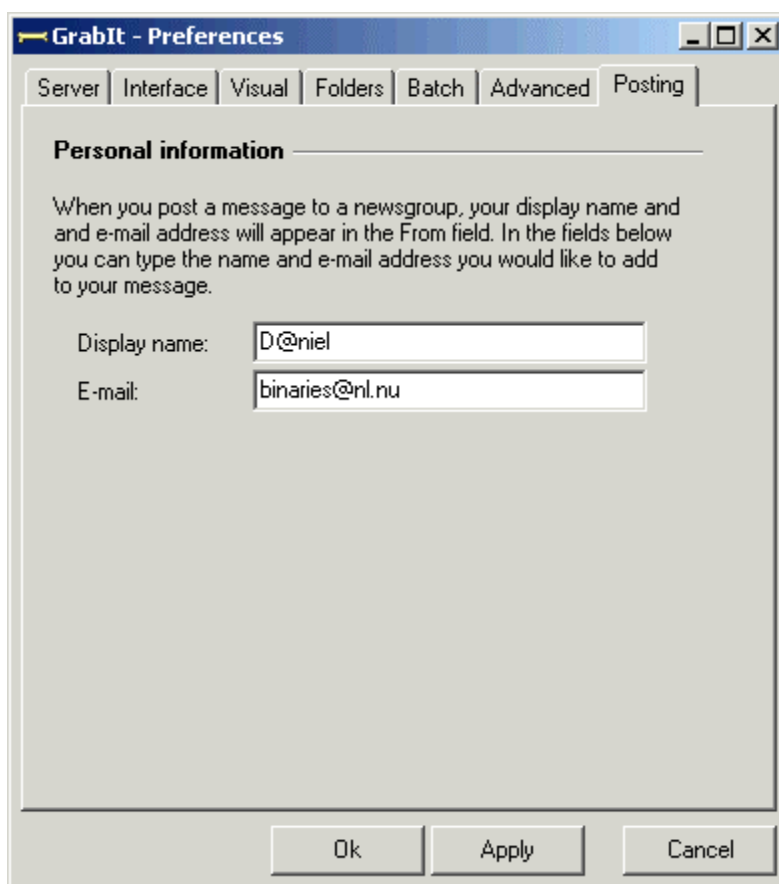 GrabIt - Preferences
Server Interface Visual Folders Batch Advanced Posting
Personal information
When you post a message to a newsgroup, your display name and
and e-mail address will appear in the From field. In the fields below
you can type the name and e-mail address you would like to add
to your message.
Display name: D@niel
E-mail: binaries@nl.nu
Ok Apply Cancel